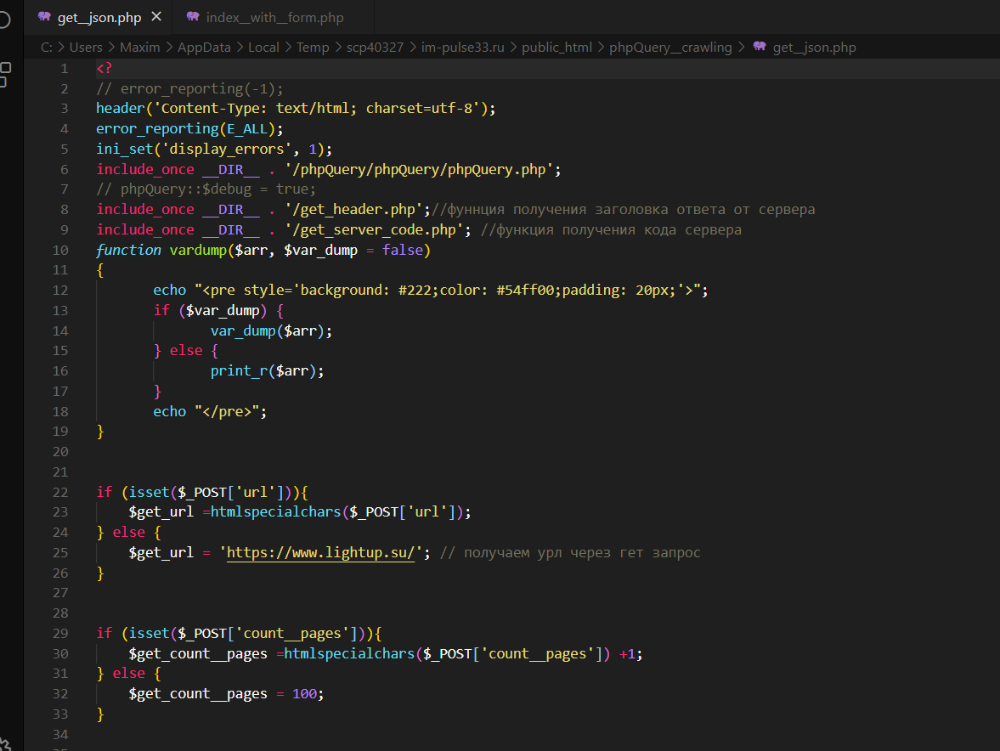 get__json.php
index__with__form.php
C: > Users > Maxim > AppData > Local > Temp > scp40327 > im-pulse33.ru > public_html > phpQuery__crawling > get__json.php
1 <?
2 // error_reporting(-1);
3 header('Content-Type: text/html; charset=utf-8');
4 error_reporting(E_ALL);
5 ini_set('display_errors', 1);
6 include_once __DIR__ . '/phpQuery/phpQuery/phpQuery.php';
7 // phpQuery::$debug = true;
8 include_once __DIR__ . '/get_header.php';//фуннция получения заголовка ответа от сервера
9 include_once __DIR__ . '/get_server_code.php'; //функция получения кода сервера
10 function vardump($arr, $var_dump = false)
11 {
12 echo "<pre style='background: #222;color: #54ff00;padding: 20px;'>";
13 if ($var_dump) {
14 var_dump($arr);
15 } else {
16 print_r($arr);
17 }
18 echo "</pre>";
19 }
20
21
22 if (isset($_POST['url'])){
23 $get_url =htmlspecialchars($_POST['url']);
24 } else {
25 $get_url = 'https://www.lightup.su/'; // получаем урл через гет запрос
26 }
27
28
29 if (isset($_POST['count__pages'])){
30 $get_count__pages =htmlspecialchars($_POST['count__pages']) +1;
31 } else {
32 $get_count__pages = 100;
33 }
34